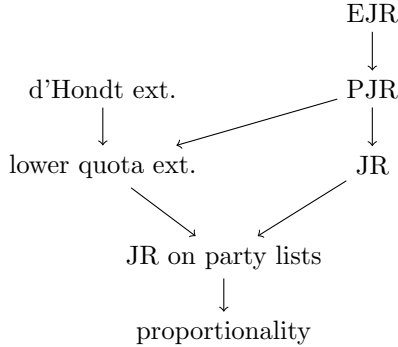 EJR
d'Hondt ext. PJR
lower quota ext. JR
JR on party lists
proportionality